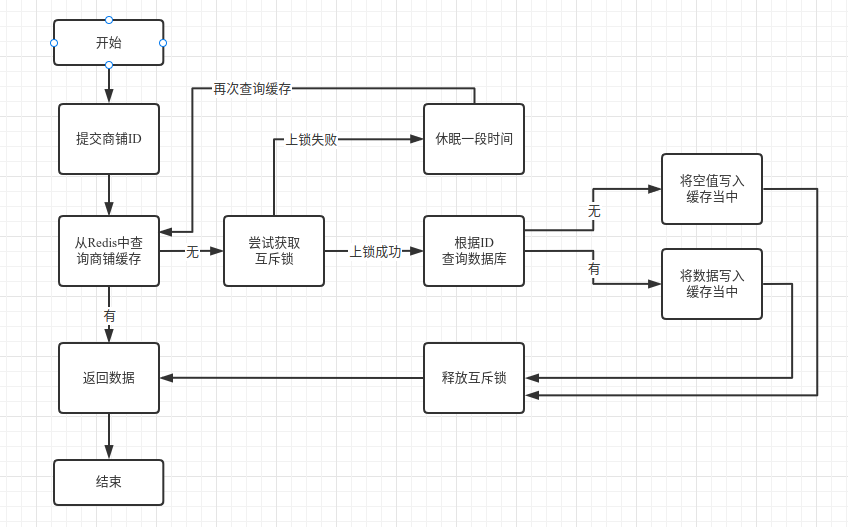 开始
再次查询缓存
提交商铺ID
上锁失败
休眠一段时间
将空值写入
缓存当中
无
从Redis中查
询商铺缓存
无
尝试获取
互斥锁
上锁成功
根据ID
查询数据库
有
将数据写入
缓存当中
有
返回数据
释放互斥锁
结束